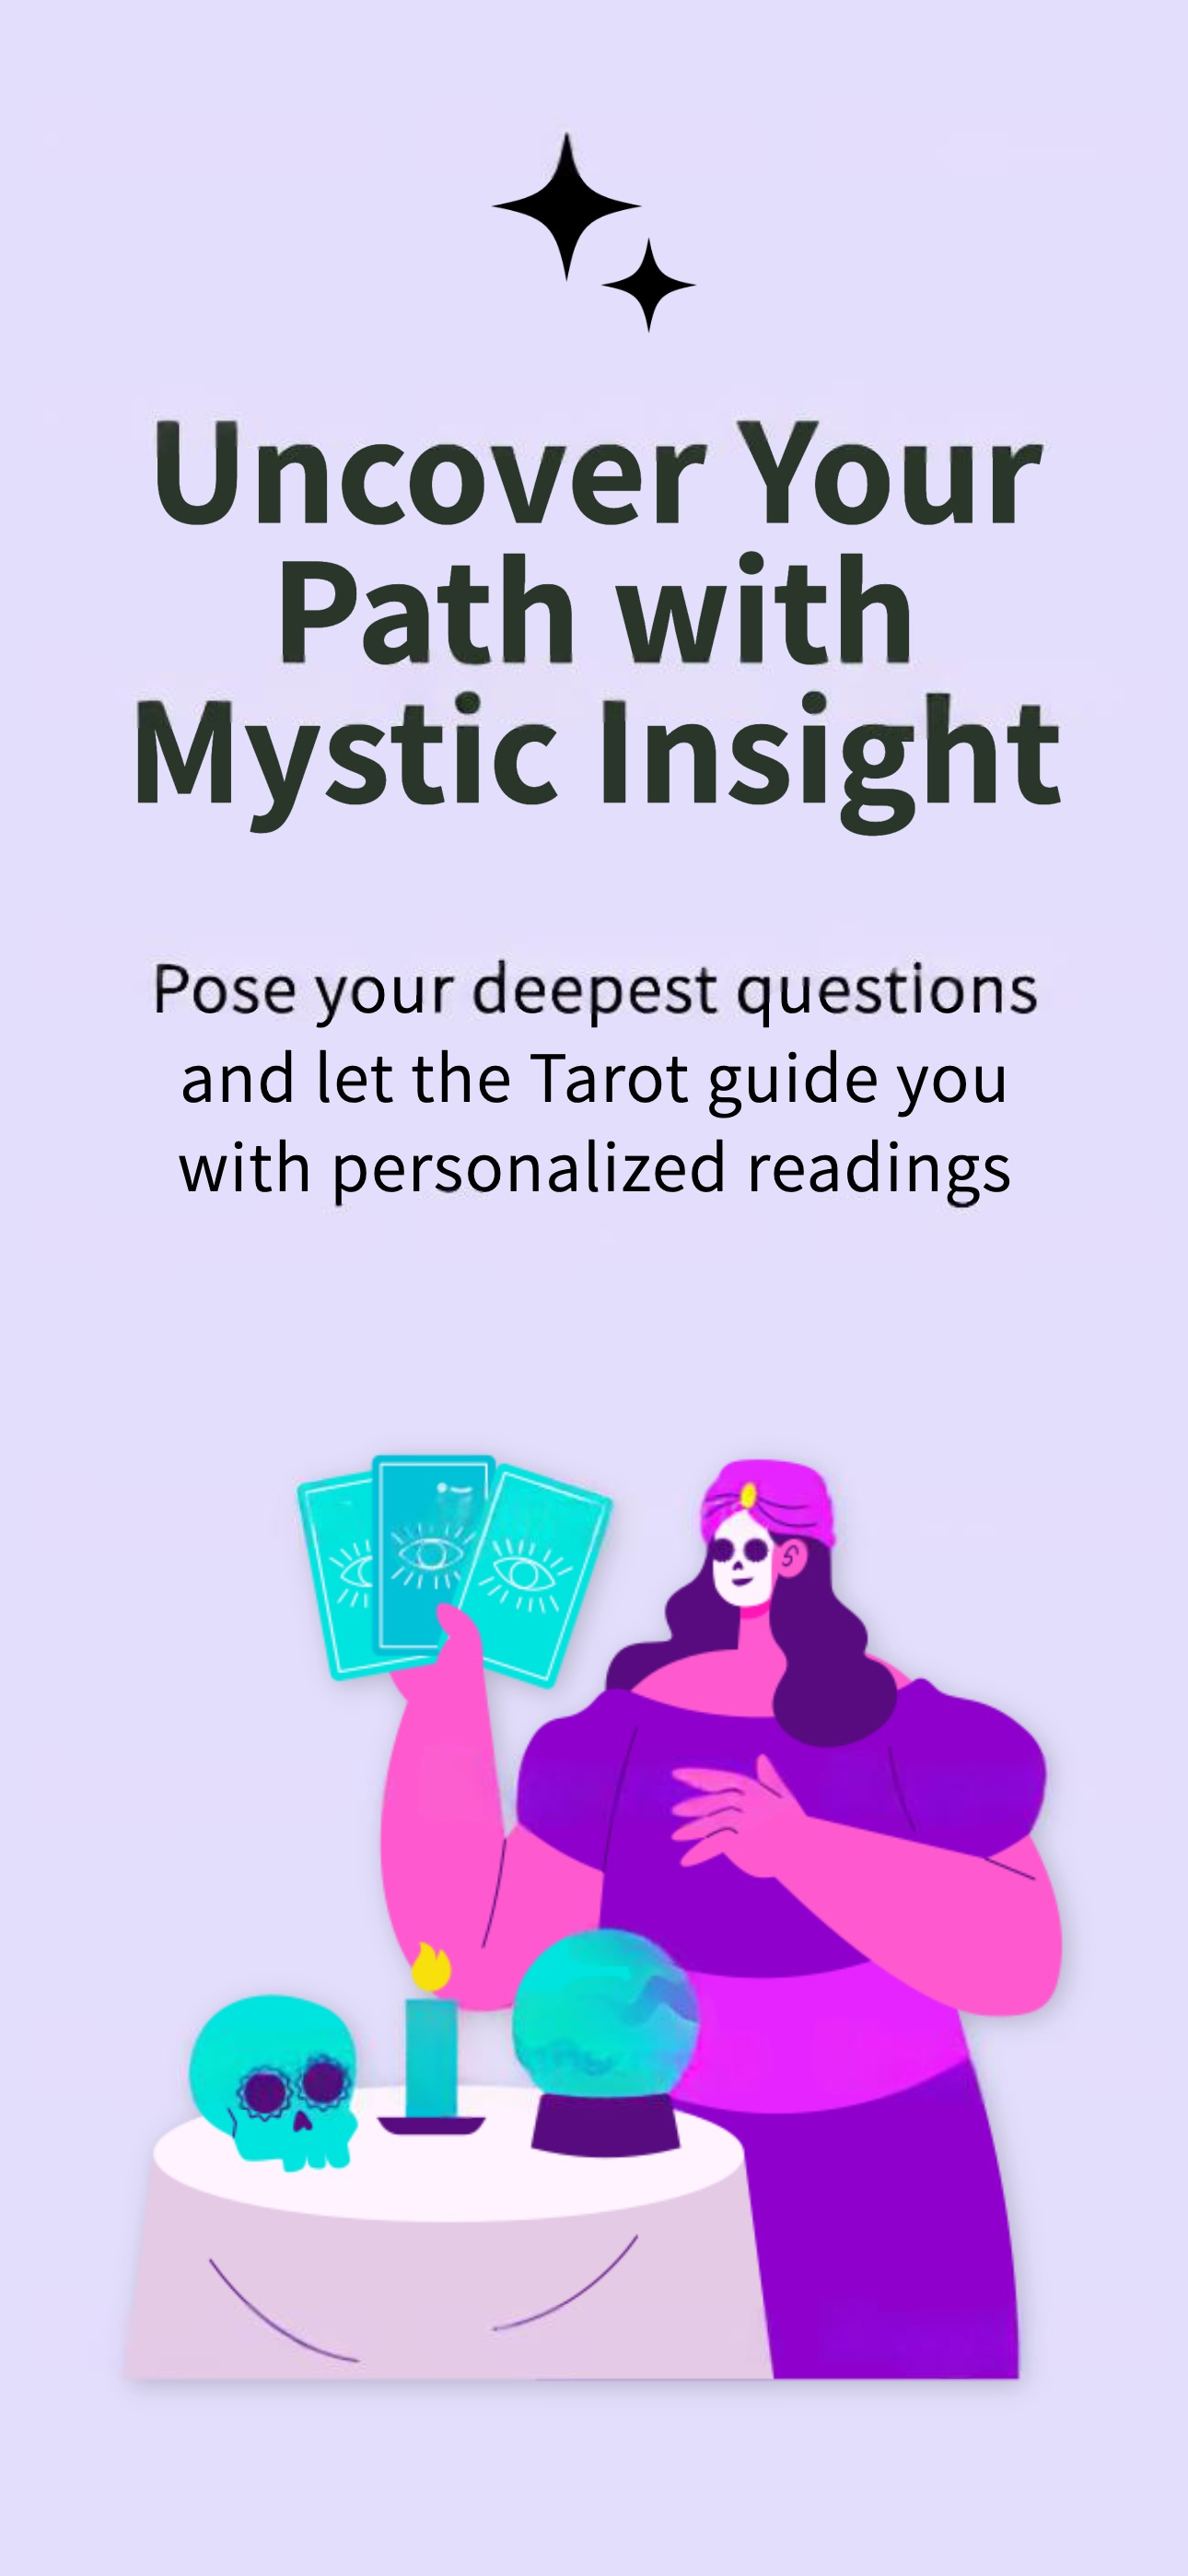 Uncover Your
Path with
Mystic Insight
Pose your deepest questions
and let the Tarot guide you
with personalized readings